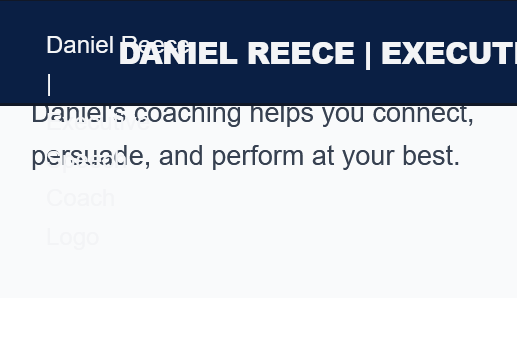 Daniel Reece
|
Executive
Speech
Coach
Logo
DANIEL REECE | EXECUTI
Daniel's coaching helps you connect,
persuade, and perform at your best.